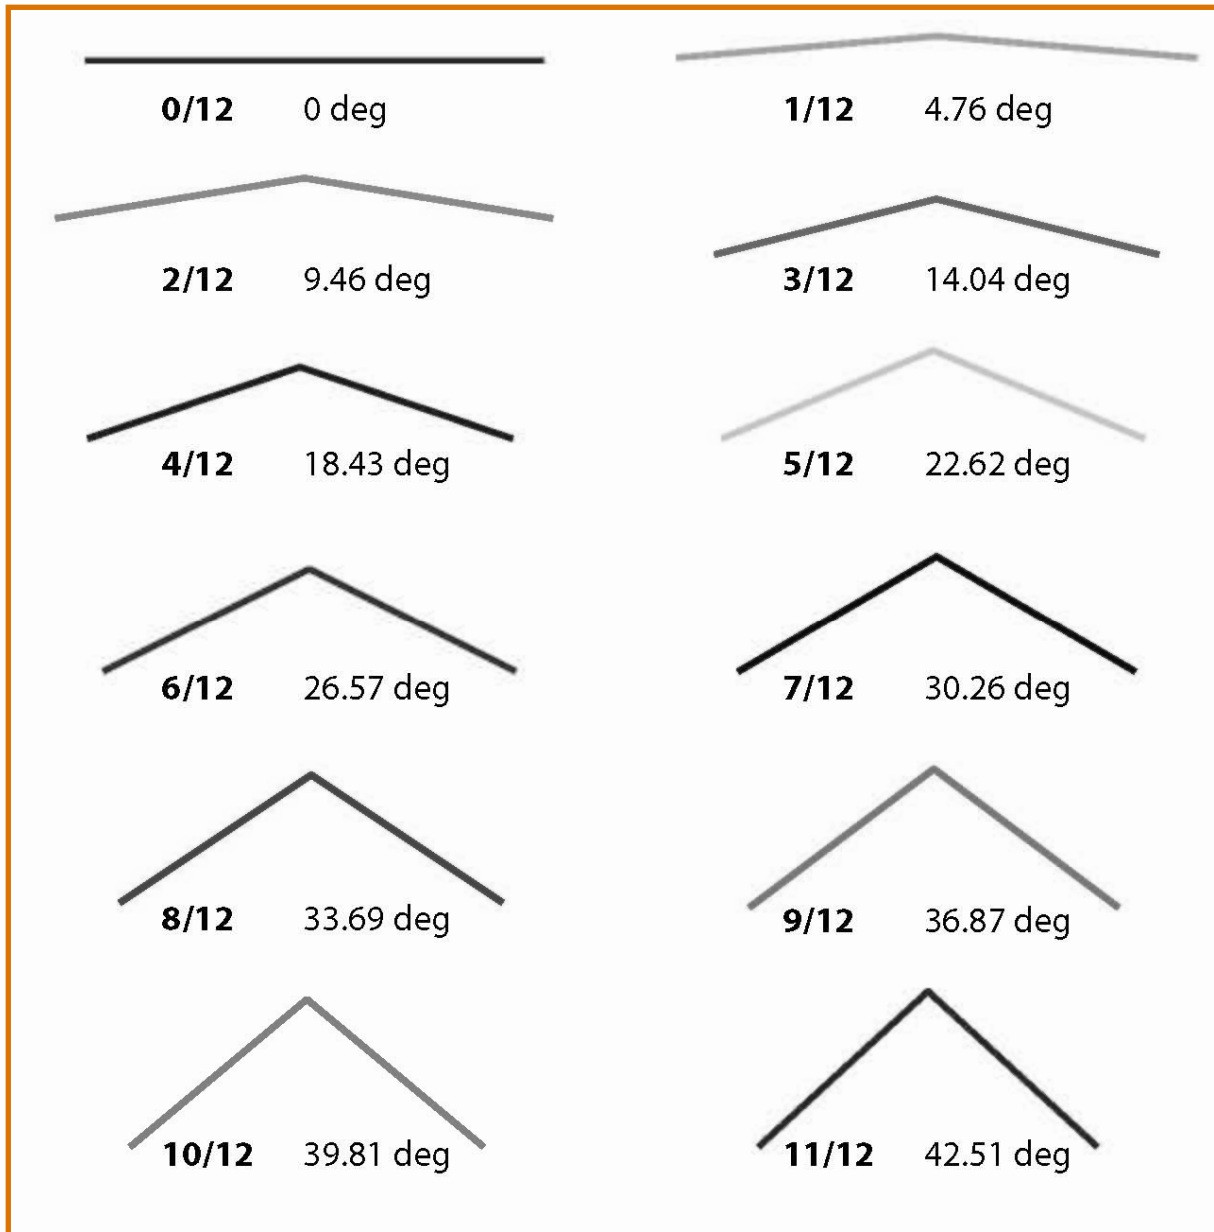 0/12 0 deg
1/12 4.76 deg
2/12 9.46 deg
3/12 14.04 deg
4/12 18.43 deg
5/12 22.62 deg
6/12 26.57 deg
7/12 30.26 deg
8/12 33.69 deg
9/12 36.87 deg
10/12 39.81 deg
11/12 42.51 deg